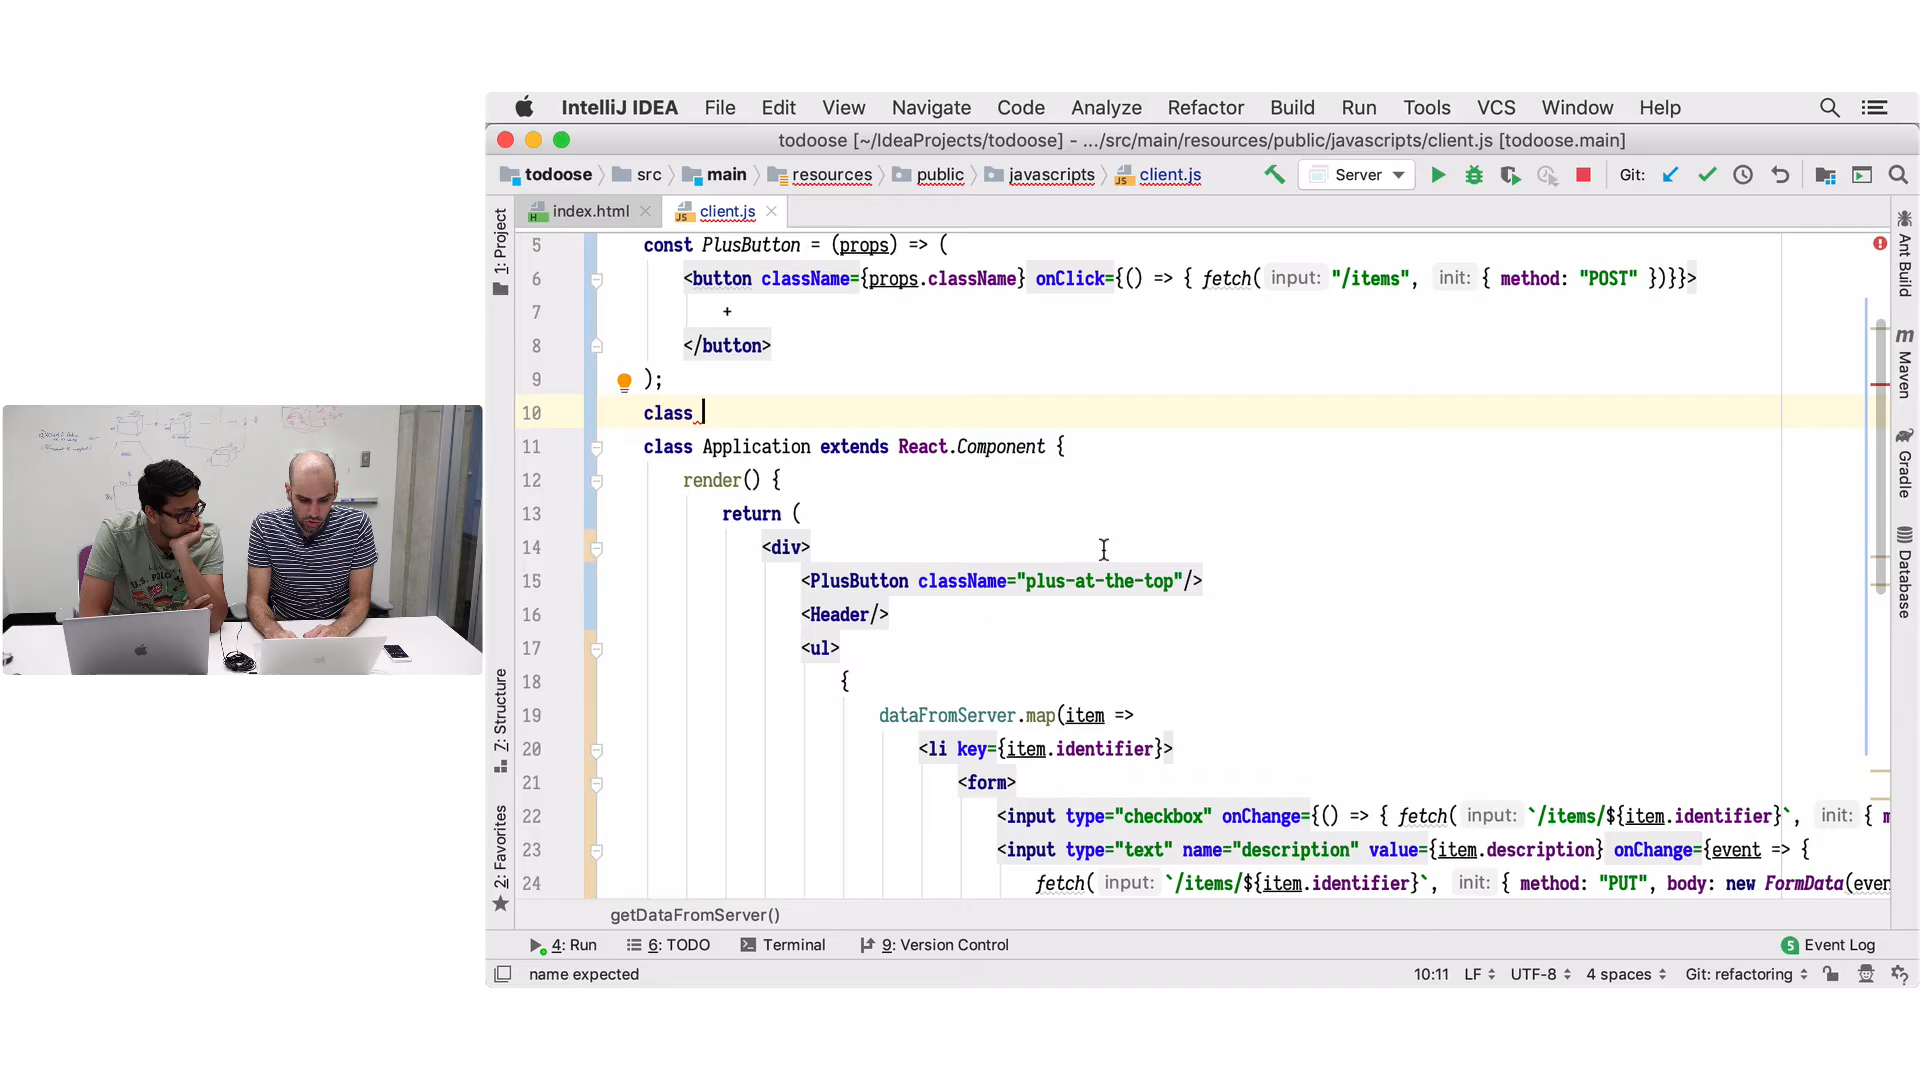 IntelliJ IDEA File Edit View Navigate Code Analyze Refactor Build Run Tools VCS Window Help
todoose [~/IdeaProjects/todoose] - .../src/main/resources/public/javascripts/client.js [todoose.main]
todoose src main resources public javascripts client.js Server Git:
index.html client.js
1: Project
Z: Structure
2: Favorites
5 const PlusButton = (props) => (
6 <button className={props.className} onClick={() => { fetch( input: "/items", init: { method: "POST" })}}>
7 +
8 </button>
9 );
10 class
11 class Application extends React.Component {
12 render() {
13 return (
14 <div>
15 <PlusButton className="plus-at-the-top"/>
16 <Header/>
17 <ul>
18 {
19 dataFromServer.map(item =>
20 <li key={item.identifier}>
21 <form>
22 <input type="checkbox" onChange={() => { fetch( input: `/items/${item.identifier}`, init: { m
23 <input type="text" name="description" value={item.description} onChange={event => {
24 fetch( input: `/items/${item.identifier}`, init: { method: "PUT", body: new FormData(even
Ant Build
m Maven
Gradle
Database
getDataFromServer()
4: Run 6: TODO Terminal 9: Version Control 5 Event Log
name expected 10:11 LF UTF-8 4 spaces Git: refactoring